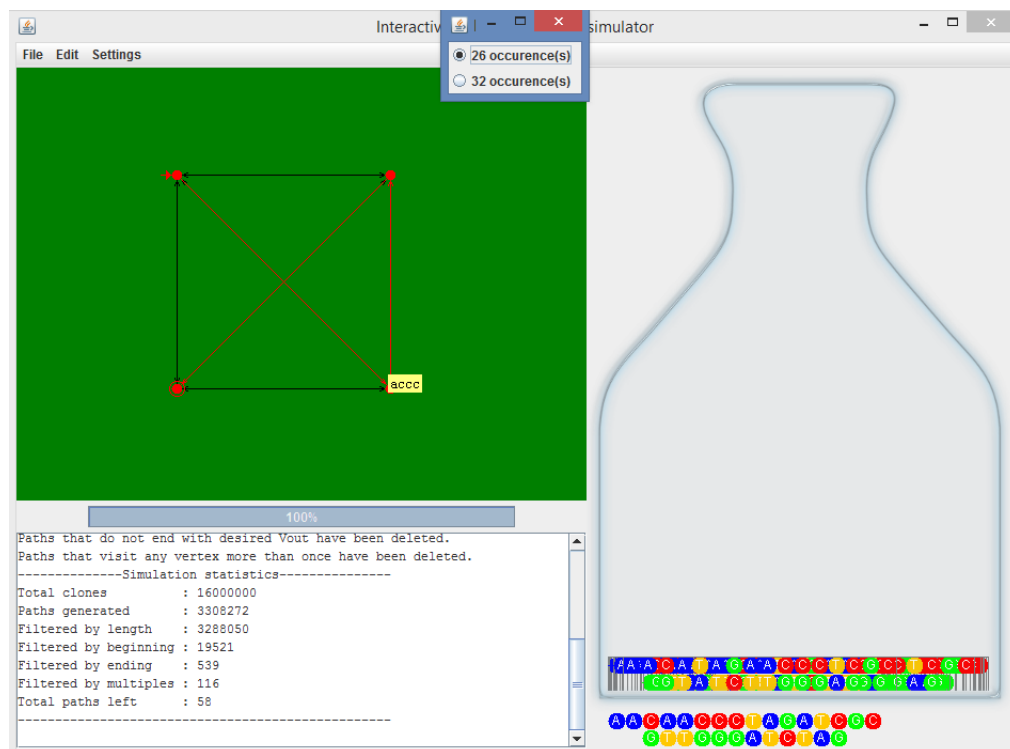 Interactiv
simulator
26 occurence(s)
32 occurence(s)
File Edit Settings
accc
100%
Paths that do not end with desired Vout have been deleted.
Paths that visit any vertex more than once have been deleted.
--------------Simulation statistics---------------
Total clones : 16000000
Paths generated : 3308272
Filtered by length : 3288050
Filtered by beginning : 19521
Filtered by ending : 539
Filtered by multiples : 116
Total paths left : 58
--------------------------------------------------
AACAACCCTAGATCGC
GTTGGGATCTAG